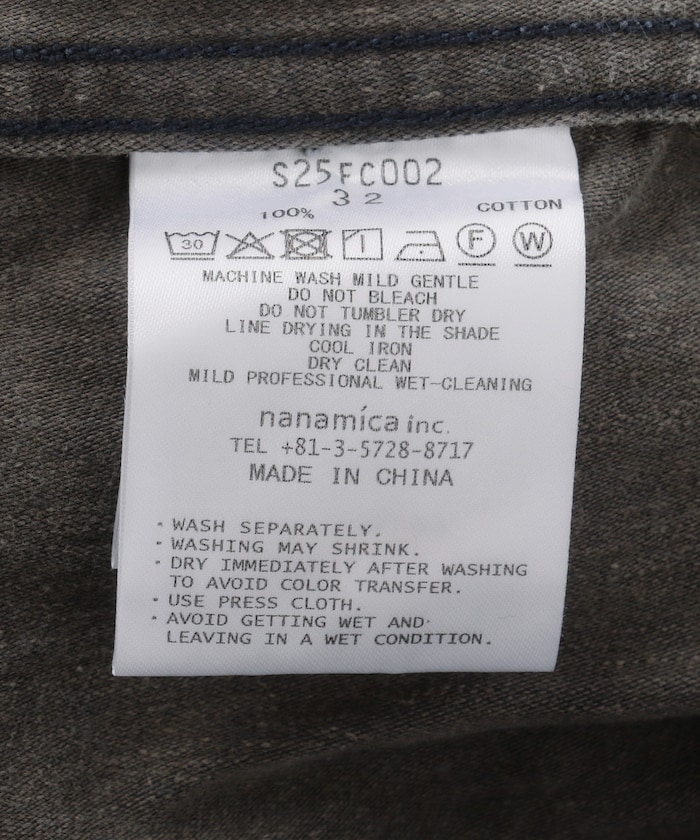 S25FC002
32
100% COTTON
30 F W
MACHINE WASH MILD GENTLE
DO NOT BLEACH
DO NOT TUMBLER DRY
LINE DRYING IN THE SHADE
COOL IRON
DRY CLEAN
MILD PROFESSIONAL WET-CLEANING
nanamica inc.
TEL +81-3-5728-8717
MADE IN CHINA
・WASH SEPARATELY.
・WASHING MAY SHRINK.
・DRY IMMEDIATELY AFTER WASHING
TO AVOID COLOR TRANSFER.
・USE PRESS CLOTH.
・AVOID GETTING WET AND
LEAVING IN A WET CONDITION.